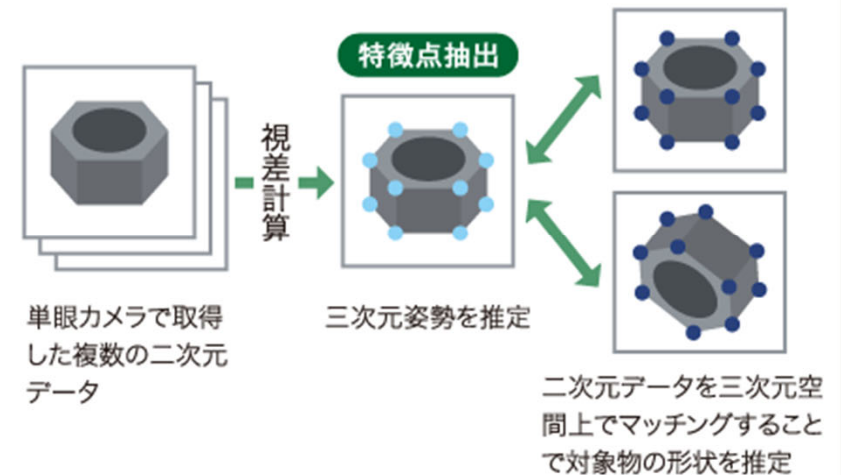 特徴点抽出
視差計算
単眼カメラで取得
した複数の二次元
データ
三次元姿勢を推定
二次元データを三次元空
間上でマッチングすること
で対象物の形状を推定